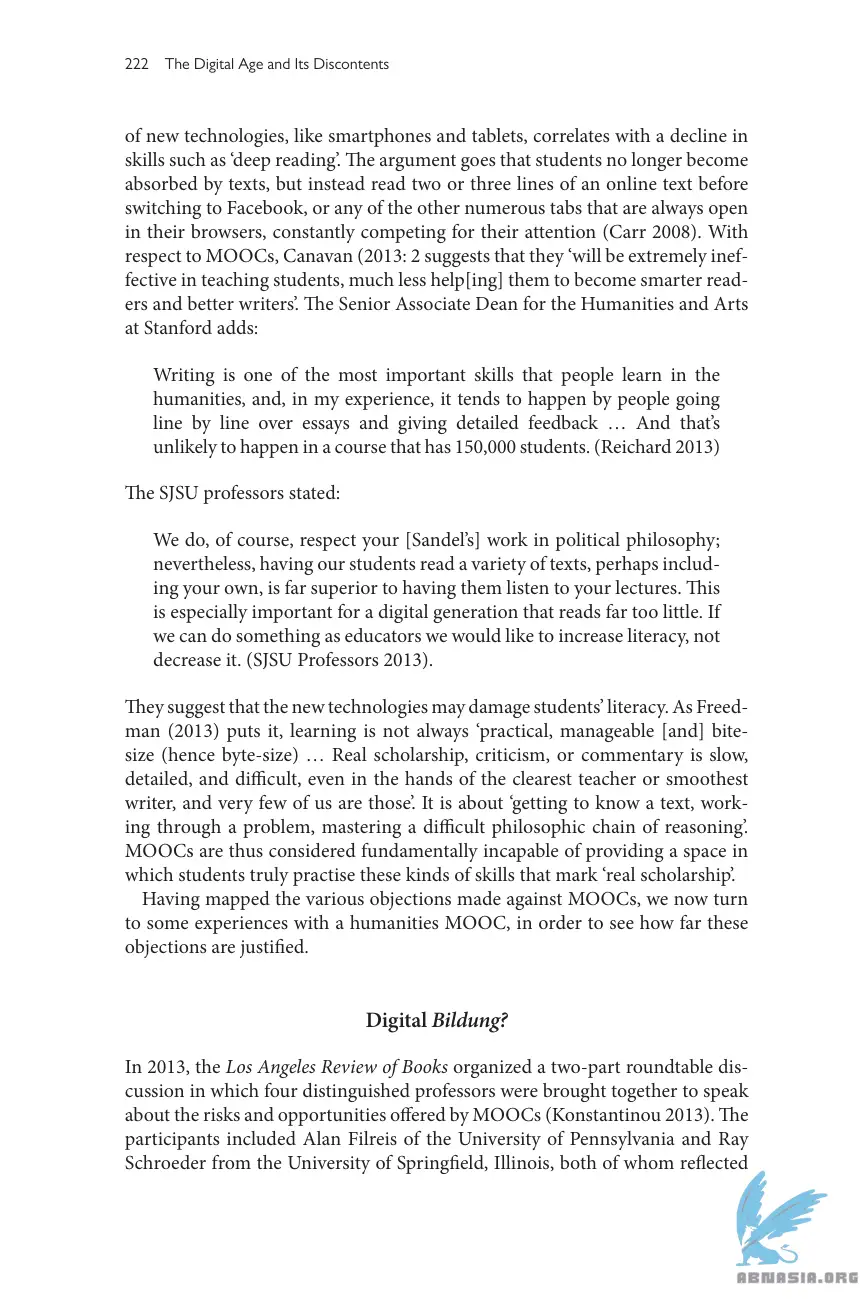 222 The Digital Age and Its Discontents
of new technologies, like smartphones and tablets, correlates with a decline in
skills such as ‘deep reading’. The argument goes that students no longer become
absorbed by texts, but instead read two or three lines of an online text before
switching to Facebook, or any of the other numerous tabs that are always open
in their browsers, constantly competing for their attention (Carr 2008). With
respect to MOOCs, Canavan (2013: 2 suggests that they ‘will be extremely inef-
fective in teaching students, much less help[ing] them to become smarter read-
ers and better writers’. The Senior Associate Dean for the Humanities and Arts
at Stanford adds:
Writing is one of the most important skills that people learn in the
humanities, and, in my experience, it tends to happen by people going
line by line over essays and giving detailed feedback … And that’s
unlikely to happen in a course that has 150,000 students. (Reichard 2013)
The SJSU professors stated:
We do, of course, respect your [Sandel’s] work in political philosophy;
nevertheless, having our students read a variety of texts, perhaps includ-
ing your own, is far superior to having them listen to your lectures. This
is especially important for a digital generation that reads far too little. If
we can do something as educators we would like to increase literacy, not
decrease it. (SJSU Professors 2013).
They suggest that the new technologies may damage students’ literacy. As Freed-
man (2013) puts it, learning is not always ‘practical, manageable [and] bite-
size (hence byte-size) … Real scholarship, criticism, or commentary is slow,
detailed, and difficult, even in the hands of the clearest teacher or smoothest
writer, and very few of us are those’. It is about ‘getting to know a text, work-
ing through a problem, mastering a difficult philosophic chain of reasoning’.
MOOCs are thus considered fundamentally incapable of providing a space in
which students truly practise these kinds of skills that mark ‘real scholarship’.
Having mapped the various objections made against MOOCs, we now turn
to some experiences with a humanities MOOC, in order to see how far these
objections are justified.
Digital Bildung?
In 2013, the Los Angeles Review of Books organized a two-part roundtable dis-
cussion in which four distinguished professors were brought together to speak
about the risks and opportunities offered by MOOCs (Konstantinou 2013). The
participants included Alan Filreis of the University of Pennsylvania and Ray
Schroeder from the University of Springfield, Illinois, both of whom reflected
ABNASIA.ORG